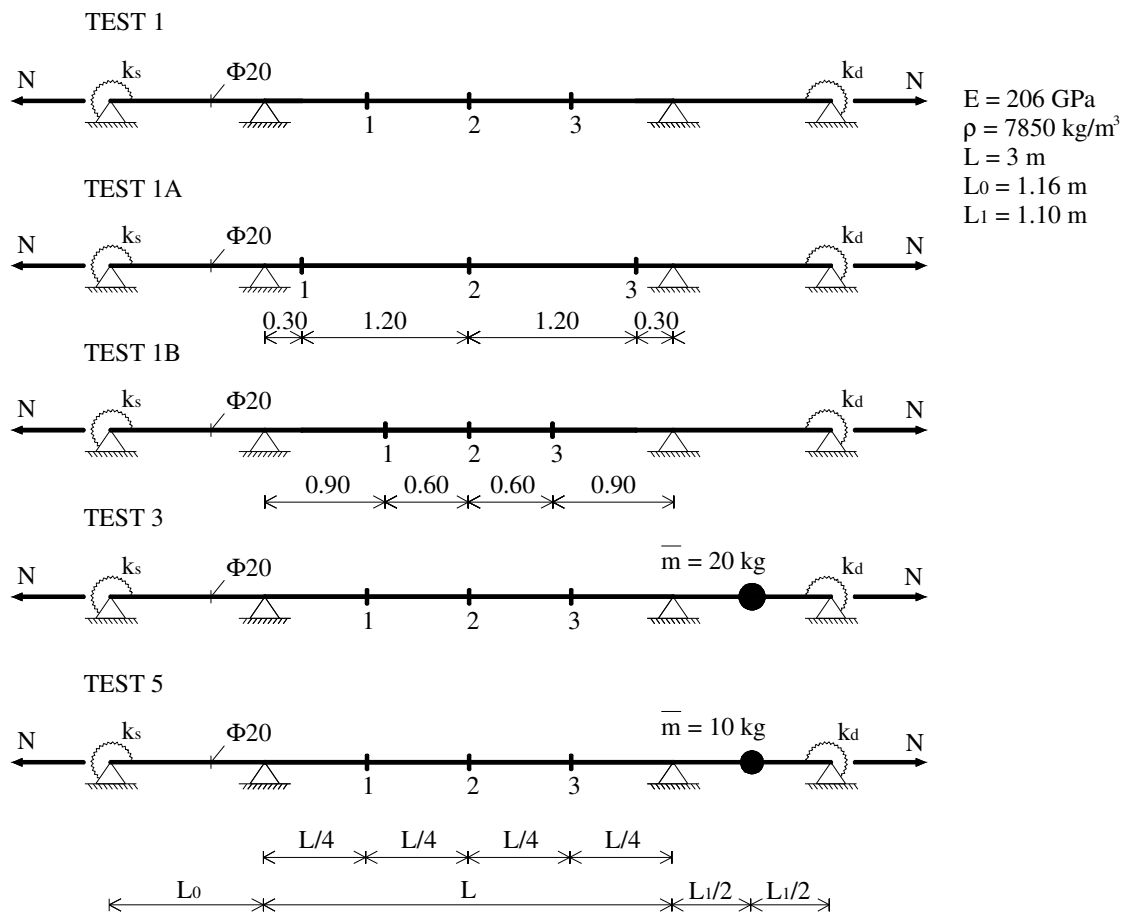 TEST 1
N ks Φ20 kd N
1 2 3
E = 206 GPa
ρ = 7850 kg/m³
L = 3 m
L0 = 1.16 m
L1 = 1.10 m
TEST 1A
N ks Φ20 kd N
1 2 3
0.30 1.20 1.20 0.30
TEST 1B
N ks Φ20 kd N
1 2 3
0.90 0.60 0.60 0.90
TEST 3
m̅ = 20 kg
N ks Φ20 kd N
1 2 3
TEST 5
m̅ = 10 kg
N ks Φ20 kd N
1 2 3
L/4 L/4 L/4 L/4
L0 L L1/2 L1/2